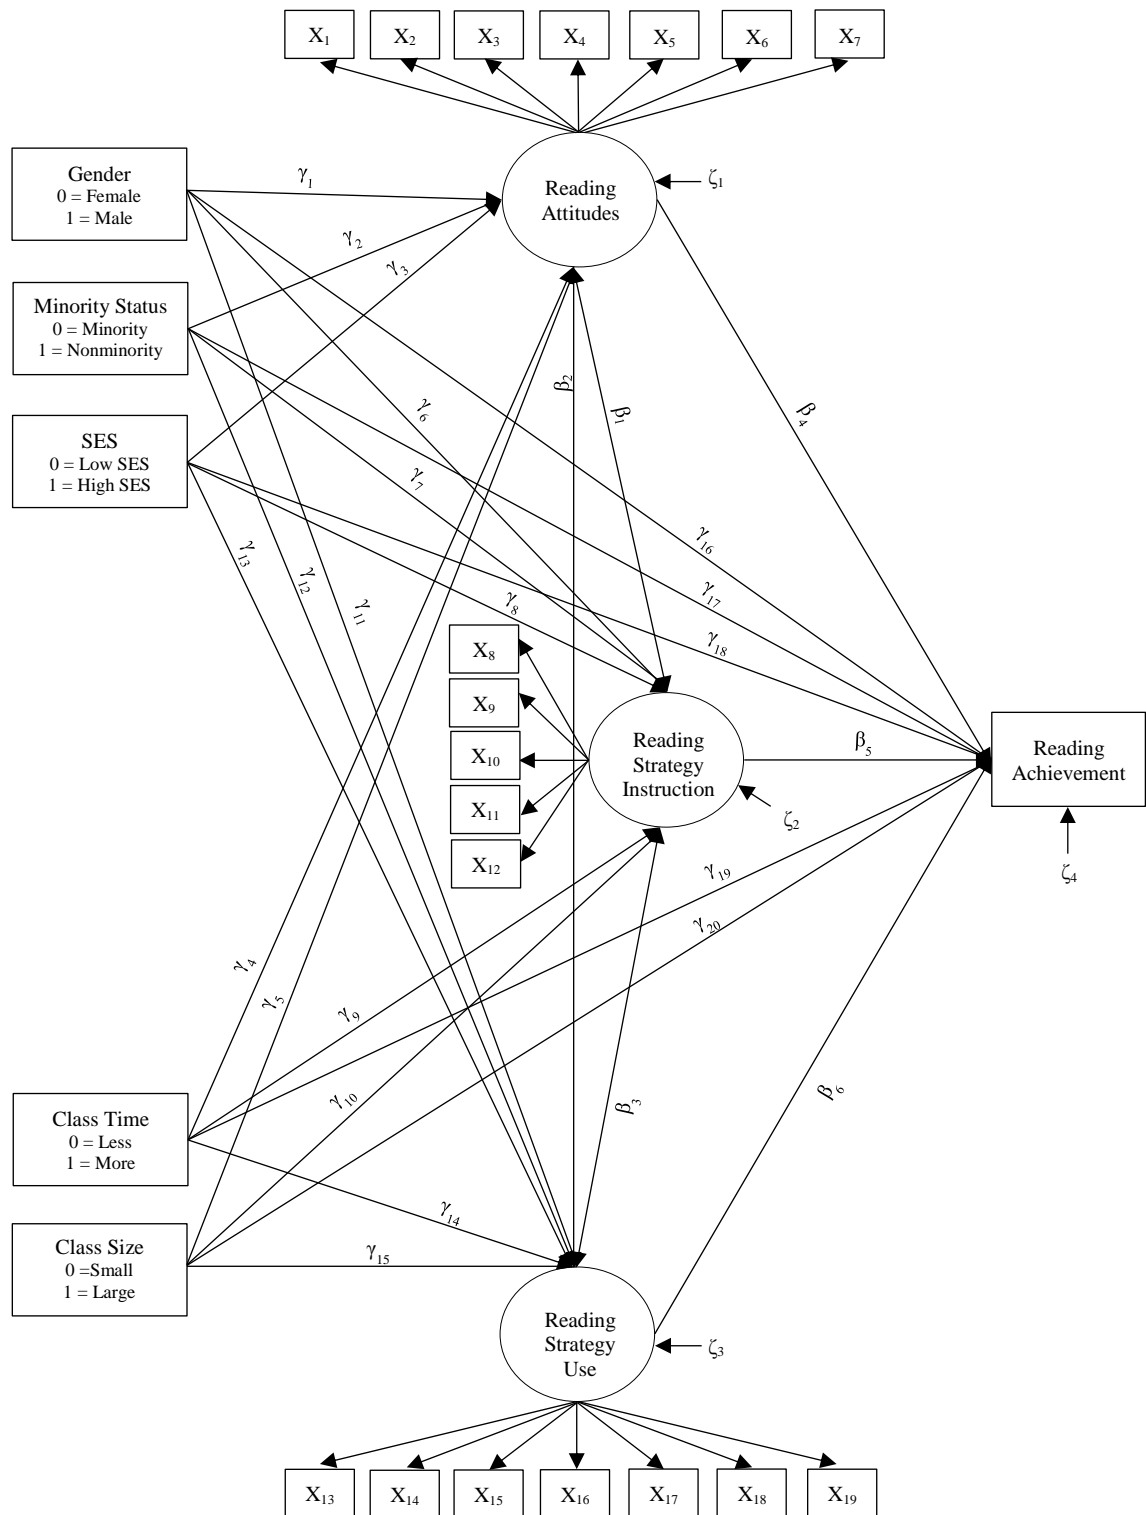 X₁ X₂ X₃ X₄ X₅ X₆ X₇
Gender
0 = Female
1 = Male
γ₁
Reading
Attitudes
ζ₁
γ₂
γ₃
Minority Status
0 = Minority
1 = Nonminority
SES
0 = Low SES
1 = High SES
β₂
β₁
β₄
γ₆
γ₇
γ₁₆
γ₁₇
γ₁₈
γ₁₃
γ₁₂
γ₁₁
γ₈
X₈
X₉
X₁₀
X₁₁
X₁₂
Reading
Strategy
Instruction
β₅
ζ₂
Reading
Achievement
ζ₄
γ₁₉
γ₂₀
γ₄
γ₅
γ₉
γ₁₀
β₃
β₆
Class Time
0 = Less
1 = More
γ₁₄
Class Size
0 =Small
1 = Large
γ₁₅
Reading
Strategy
Use
ζ₃
X₁₃ X₁₄ X₁₅ X₁₆ X₁₇ X₁₈ X₁₉